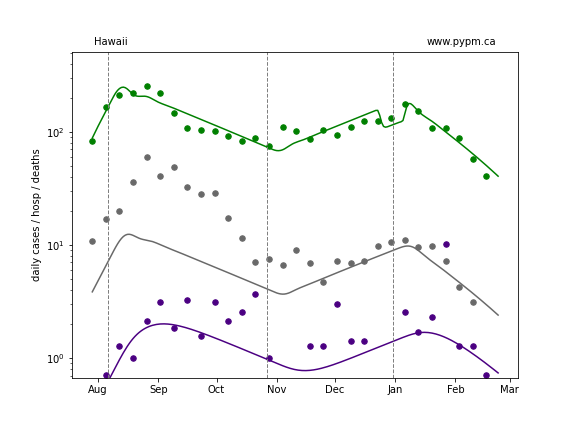 Hawaii
www.pypm.ca
daily cases / hosp / deaths
10²
10¹
10⁰
Aug Sep Oct Nov Dec Jan Feb Mar